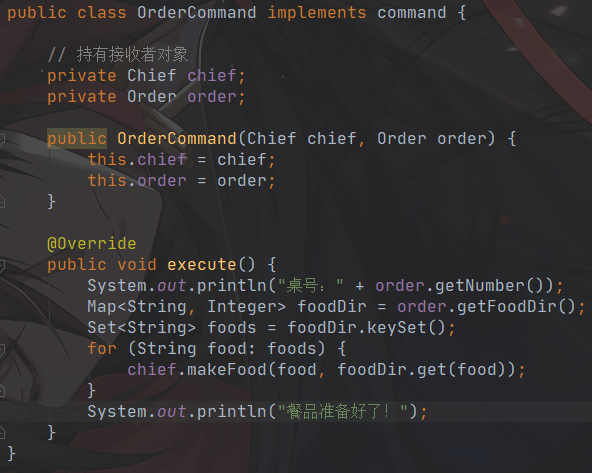 public class OrderCommand implements command {
// 持有接收者对象
private Chief chief;
private Order order;
public OrderCommand(Chief chief, Order order) {
this.chief = chief;
this.order = order;
}
@Override
public void execute() {
System.out.println("桌号：" + order.getNumber());
Map<String, Integer> foodDir = order.getFoodDir();
Set<String> foods = foodDir.keySet();
for (String food: foods) {
chief.makeFood(food, foodDir.get(food));
}
System.out.println("餐品准备好了！");
}
}